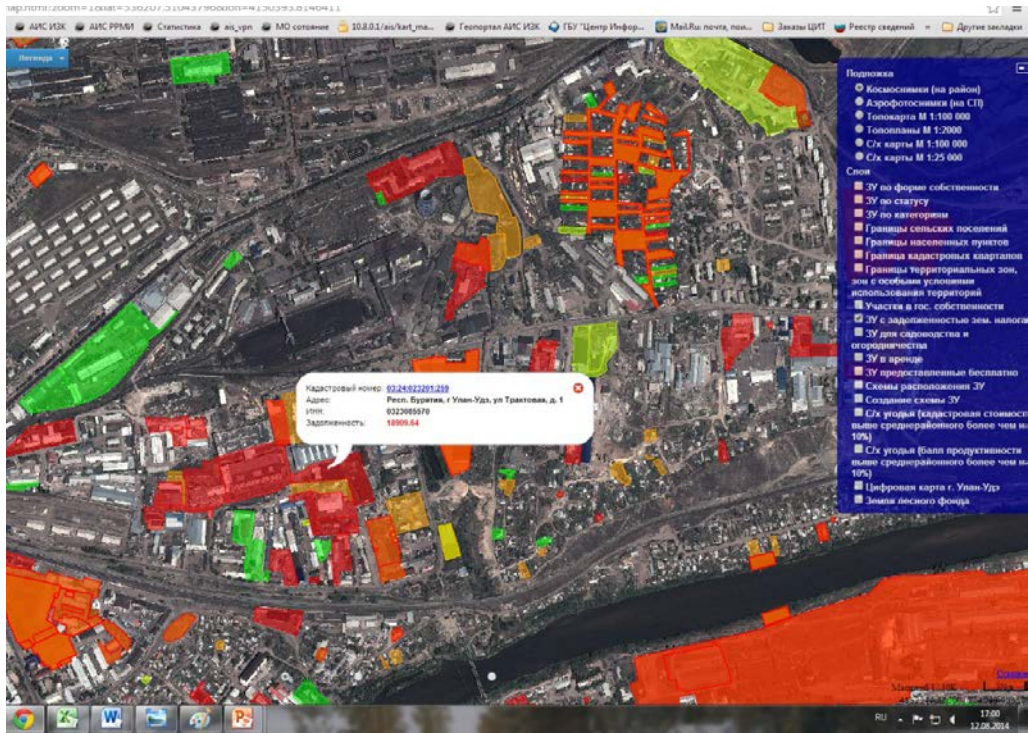 АИС ИЗК
АИС РРМИ
Статистика
ais_vpn
МО сотояние
10.8.0.1/ais/kart_ma...
Геопортал АИС ИЗК
ГБУ "Центр Инфор...
Mail.Ru: почта, пои...
Заказы ЦИТ
Реестр сведений
»
Другие закладки
Легенда
Подложка
Космоснимки (на район)
Аэрофотоснимки (на СП)
Топокарта М 1:100 000
Топопланы М 1:2000
С/х карты М 1:100 000
С/х карты М 1:25 000
Слои
ЗУ по форме собственности
ЗУ по статусу
ЗУ по категориям
Границы сельских поселений
Границы населенных пунктов
Граница кадастровых кварталов
Границы территориальных зон,
зон с особыми условиями
использования территорий
Участки в гос. собственности
ЗУ с задолженностью зем. налога
ЗУ для садоводства и
огородничества
ЗУ в аренде
ЗУ предоставленные бесплатно
Схемы расположения ЗУ
Создание схемы ЗУ
С/х угодья (кадастровая стоимость
выше среднерайонного более чем на
10%)
С/х угодья (балл продуктивности
выше среднерайонного более чем на
10%)
Цифровая карта г. Улан-Удэ
Земли лесного фонда
Кадастровый номер: 03:24:023201:259
Адрес: Респ. Бурятия, г Улан-Удэ, ул Трактовая, д. 1
ИНН: 0323085570
Задолженность: 18909.64
RU
17:00
12.08.2014